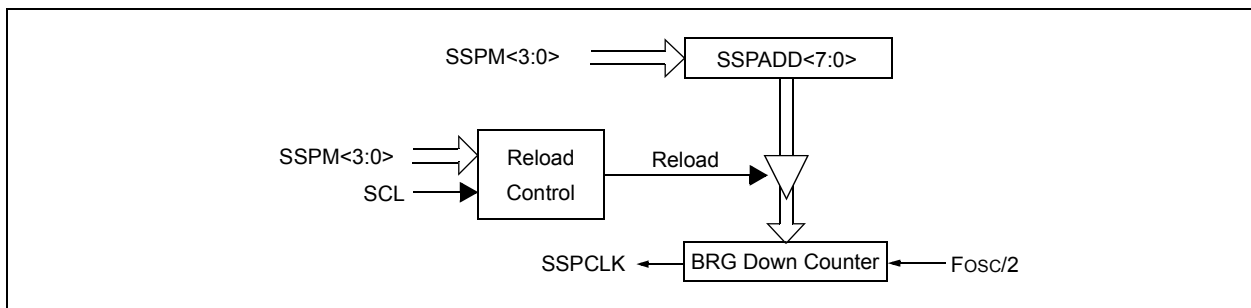 SSPM<3:0>
SSPADD<7:0>
SSPM<3:0>
SCL
Reload
Control
Reload
SSPCLK
BRG Down Counter
FOSC/2